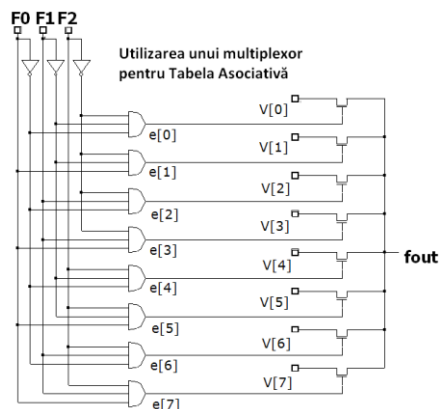 F0 F1 F2
Utilizarea unui multiplexor
pentru Tabela Asociativă
V[0]
e[0]
V[1]
e[1]
V[2]
e[2]
V[3]
e[3]
V[4]
fout
e[4]
V[5]
e[5]
V[6]
e[6]
V[7]
e[7]